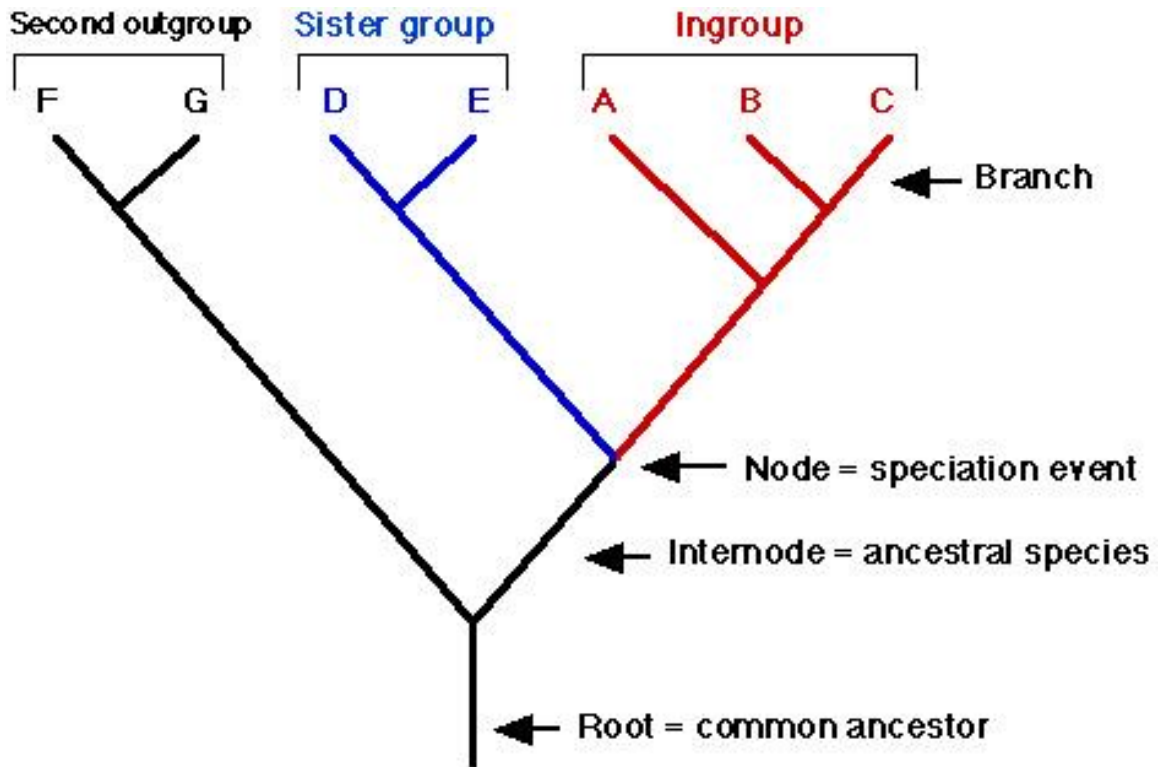 Second outgroup Sister group Ingroup
F G D E A B C
Branch
Node = speciation event
Internode = ancestral species
Root = common ancestor